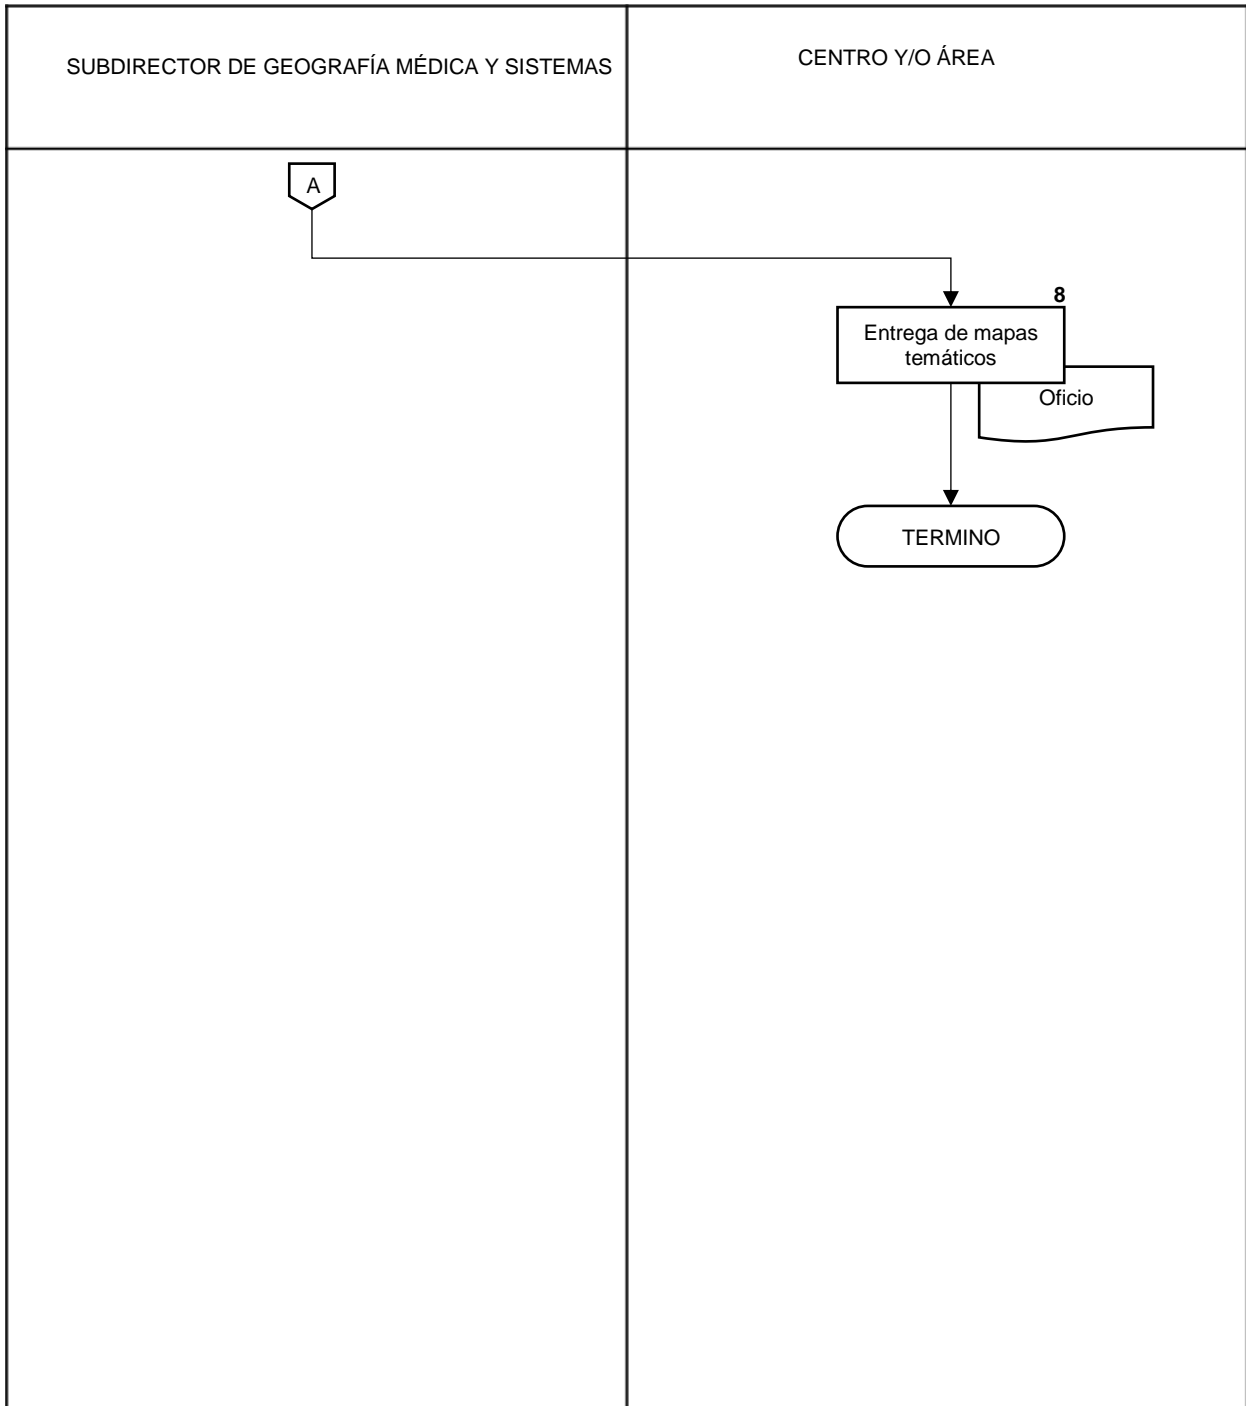 SUBDIRECTOR DE GEOGRAFÍA MÉDICA Y SISTEMAS
CENTRO Y/O ÁREA
A
8
Entrega de mapas
temáticos
Oficio
TERMINO